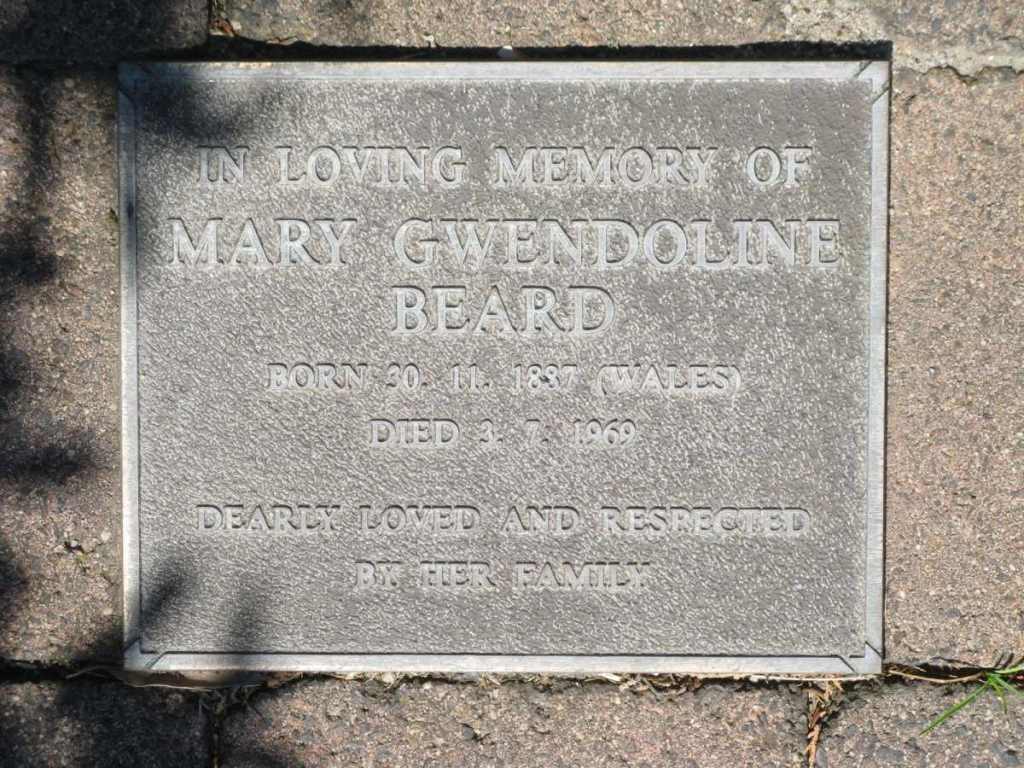 IN LOVING MEMORY OF
MARY GWENDOLINE
BEARD
BORN 30. 11. 1887 (WALES)
DIED 3. 7. 1969
DEARLY LOVED AND RESPECTED
BY HER FAMILY